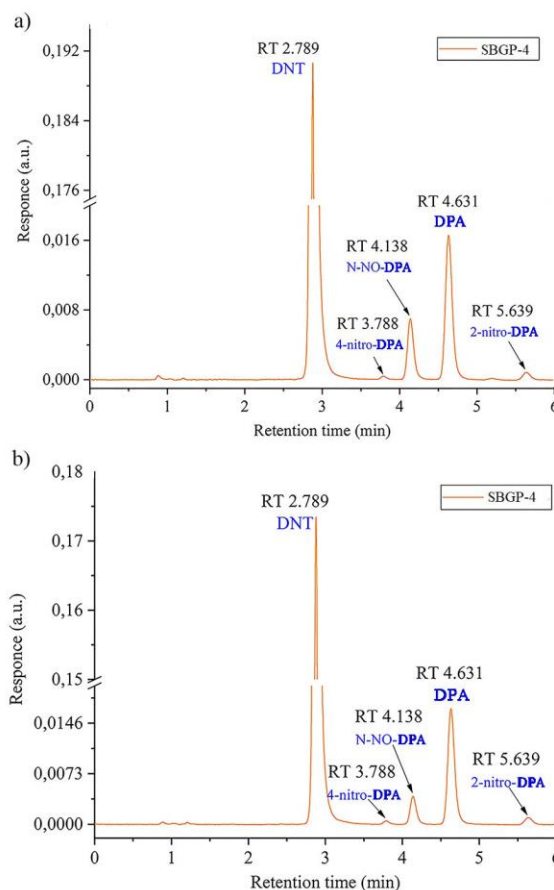 a)
0,192
0,184
0,176
0,016
0,008
0,000
Responce (a.u.)
RT 2.789
DNT
SBGP-4
RT 4.631
DPA
RT 4.138
N-NO-DPA
RT 3.788
4-nitro-DPA
RT 5.639
2-nitro-DPA
0 1 2 3 4 5 6
Retention time (min)
b)
0,18
0,17
0,16
0,15
0,0146
0,0073
0,0000
Responce (a.u.)
RT 2.789
DNT
SBGP-4
RT 4.631
DPA
RT 4.138
N-NO-DPA
RT 3.788
4-nitro-DPA
RT 5.639
2-nitro-DPA
0 1 2 3 4 5 6
Retention time (min)